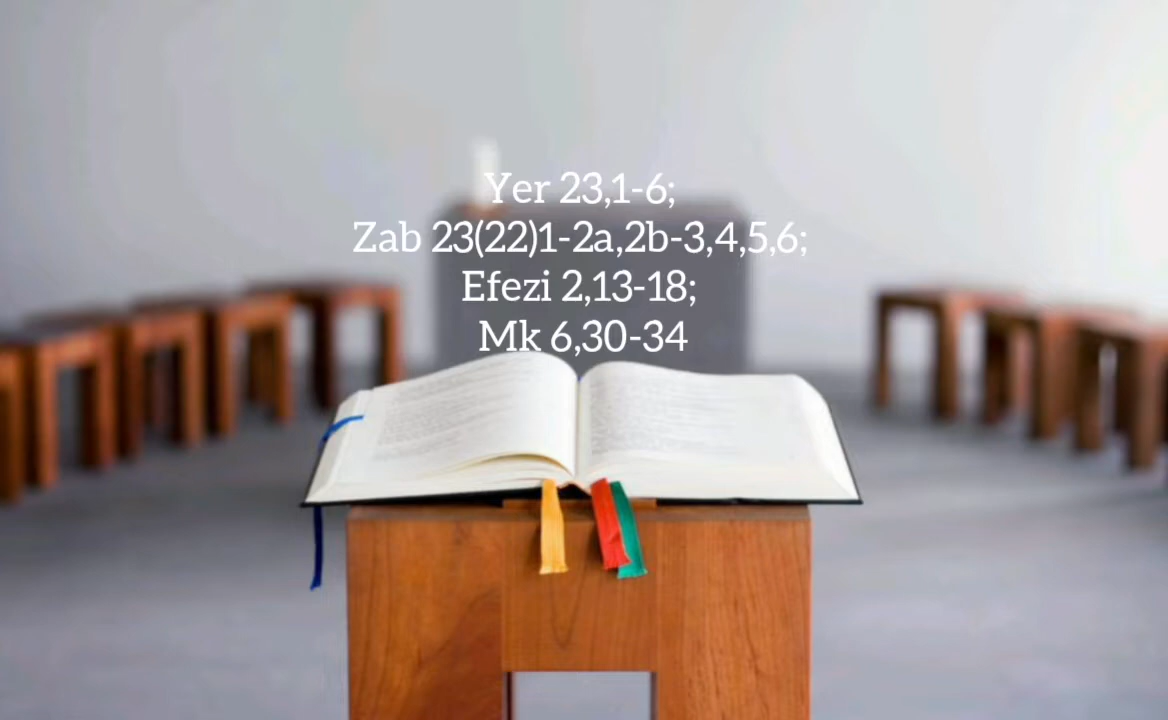 Yer 23,1-6;
Zab 23(22)1-2a,2b-3,4,5,6;
Efezi 2,13-18;
Mk 6,30-34